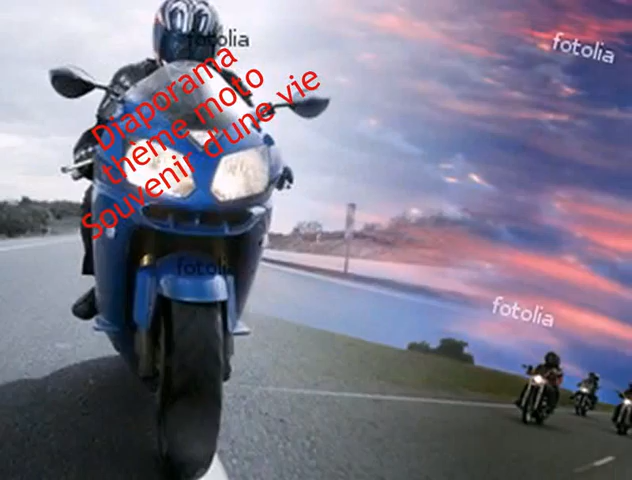 fotolia
fotolia
Diaporama
theme moto
Souvenir d'une vie
fotolia
fotolia